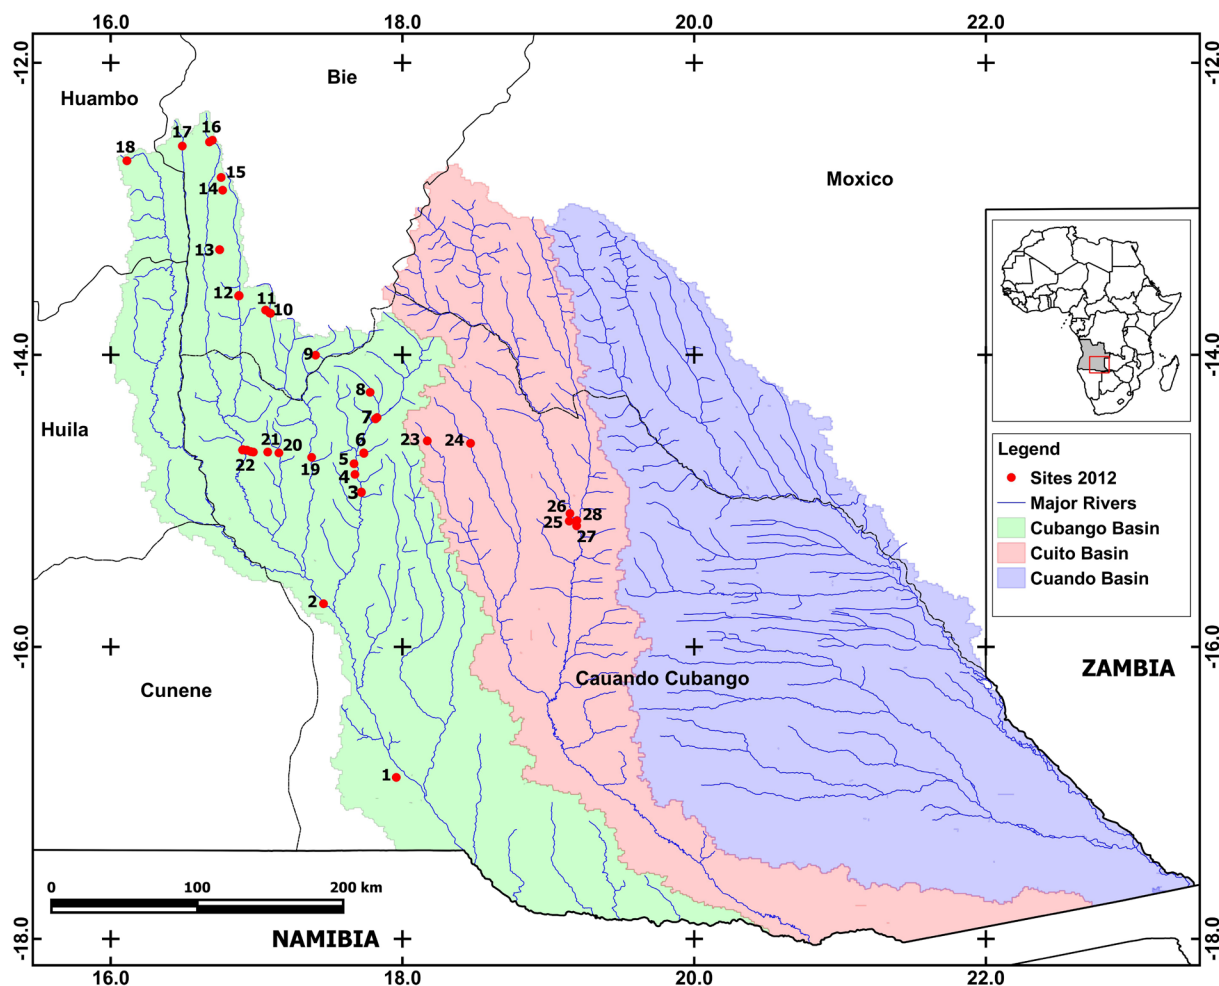 16.0 18.0 20.0 22.0
-12.0 -12.0
Bie
Huambo
17 16
18
15
14
Moxico
13
12 11
10
-14.0 9 -14.0
8
7
Huila 21 20 6 23 24
22 19 5
4
3
26 28
25
27
2
-16.0 -16.0
Cauando Cubango
ZAMBIA
Cunene
1
Legend
Sites 2012
Major Rivers
Cubango Basin
Cuito Basin
Cuando Basin
0 100 200 km
NAMIBIA
-18.0 -18.0
16.0 18.0 20.0 22.0